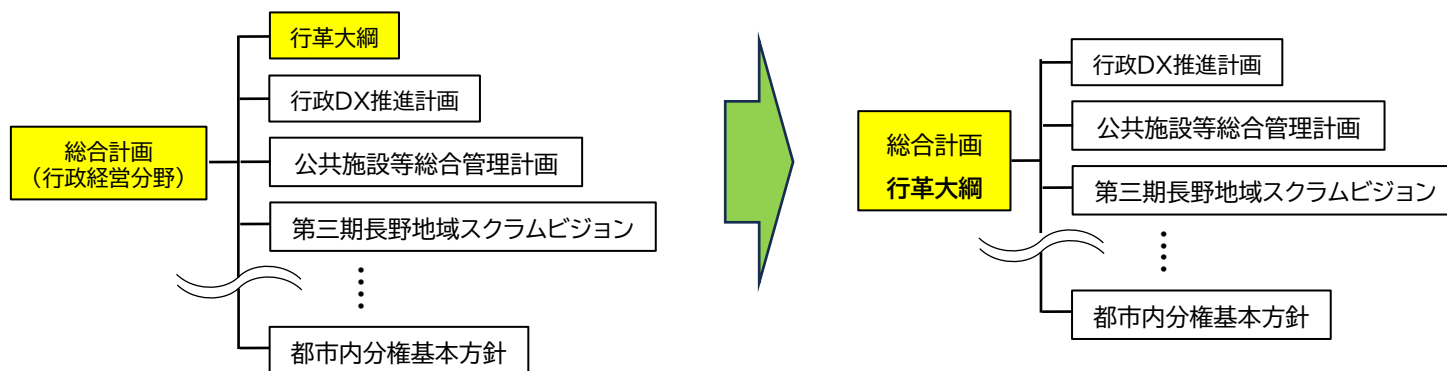 行革大綱
行政DX推進計画
総合計画
（行政経営分野）
公共施設等総合管理計画
第三期長野地域スクラムビジョン
都市内分権基本方針
行政DX推進計画
公共施設等総合管理計画
総合計画
行革大綱
第三期長野地域スクラムビジョン
都市内分権基本方針